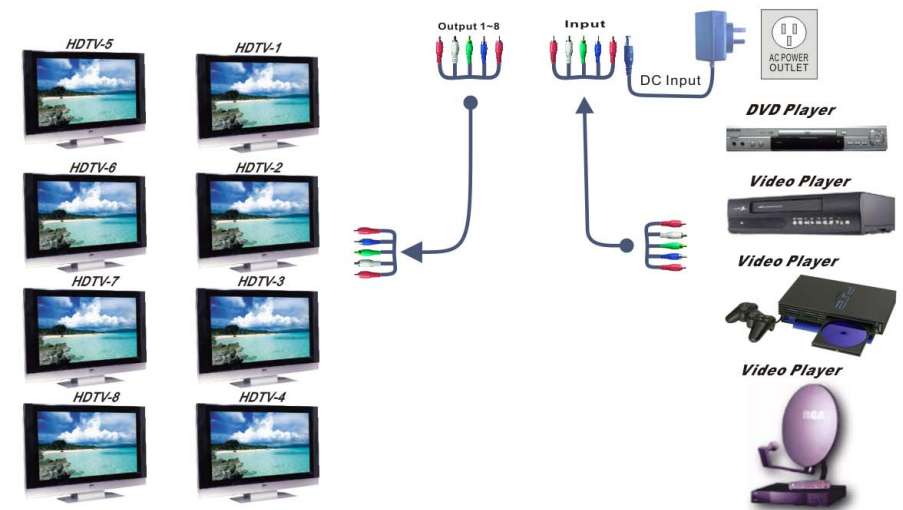 HDTV-5
HDTV-1
Output 1~8
Input
DC Input
AC POWER
OUTLET
DVD Player
HDTV-6
HDTV-2
Video Player
HDTV-7
HDTV-3
Video Player
HDTV-8
HDTV-4
Video Player
RCA